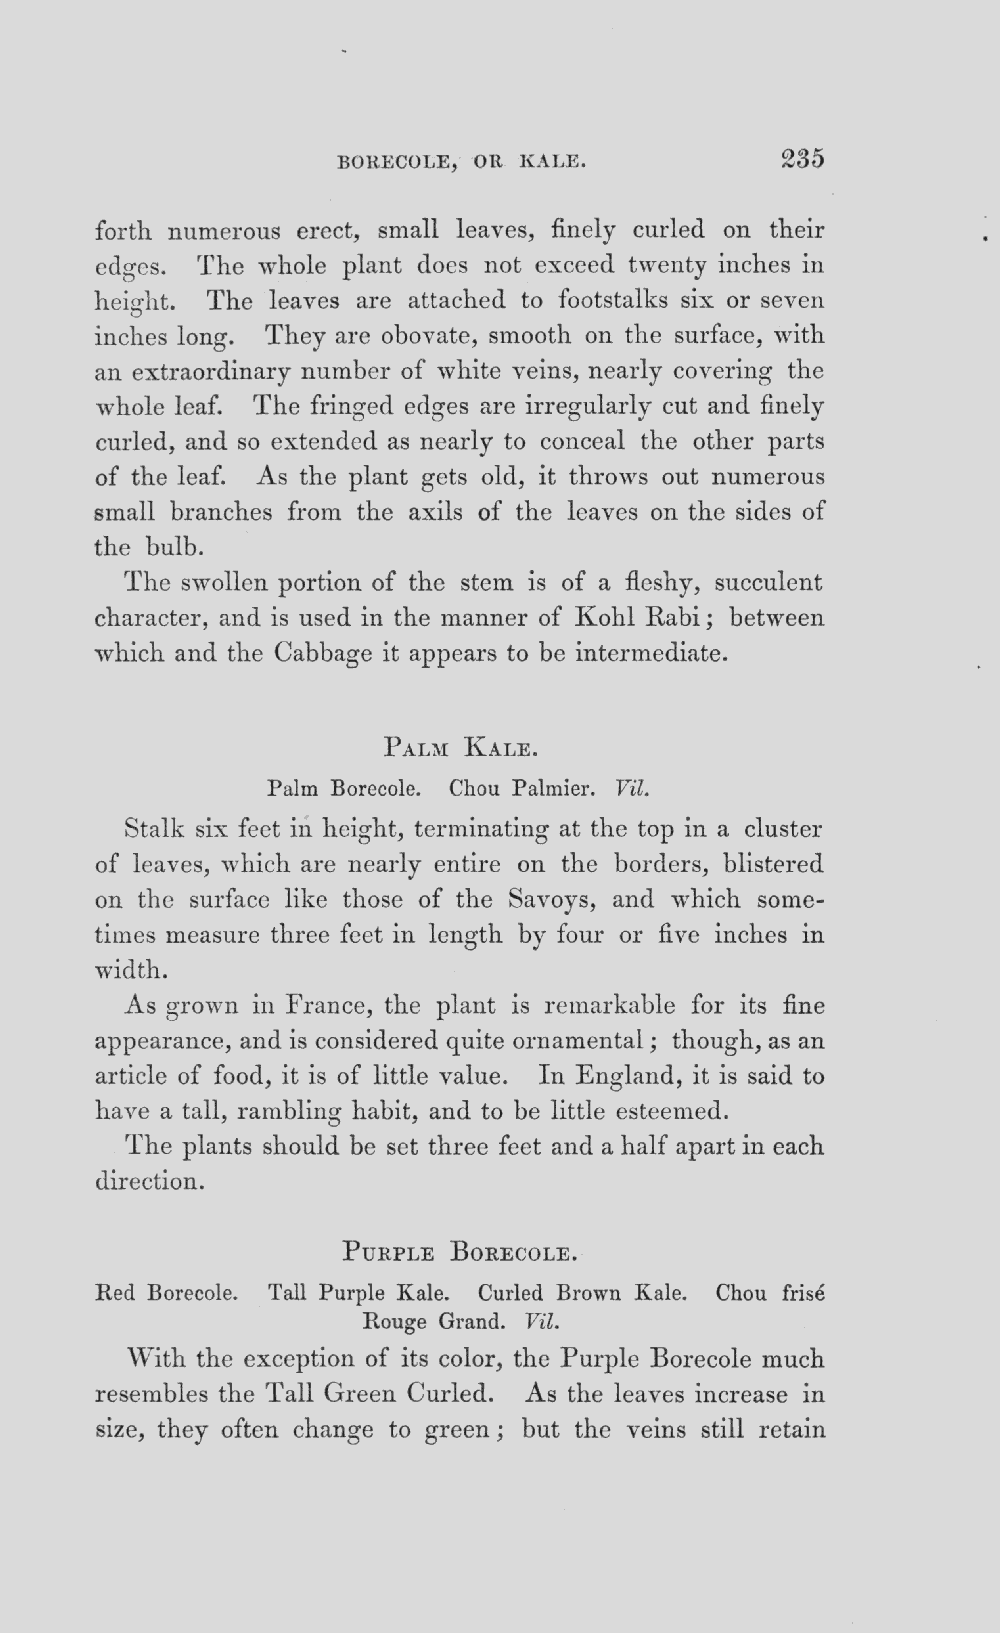 BORECOLE, OR KALE. 235
forth numerous erect, small leaves, finely curled on their
edges. The whole plant does not exceed twenty inches in
height. The leaves are attached to footstalks six or seven
inches long. They are obovate, smooth on the surface, with
an extraordinary number of white veins, nearly covering the
whole leaf. The fringed edges are irregularly cut and finely
curled, and so extended as nearly to conceal the other parts
of the leaf. As the plant gets old, it throws out numerous
small branches from the axils of the leaves on the sides of
the bulb.
The swollen portion of the stem is of a fleshy, succulent
character, and is used in the manner of Kohl Rabi; between
which and the Cabbage it appears to be intermediate.
PALM KALE.
Palm Borecole. Chou Palmier. Vil.
Stalk six feet in height, terminating at the top in a cluster
of leaves, which are nearly entire on the borders, blistered
on the surface like those of the Savoys, and which some-
times measure three feet in length by four or five inches in
width.
As grown in France, the plant is remarkable for its fine
appearance, and is considered quite ornamental; though, as an
article of food, it is of little value. In England, it is said to
have a tall, rambling habit, and to be little esteemed.
The plants should be set three feet and a half apart in each
direction.
PURPLE BORECOLE.
Red Borecole. Tall Purple Kale. Curled Brown Kale. Chou frisé
Rouge Grand. Vil.
With the exception of its color, the Purple Borecole much
resembles the Tall Green Curled. As the leaves increase in
size, they often change to green; but the veins still retain